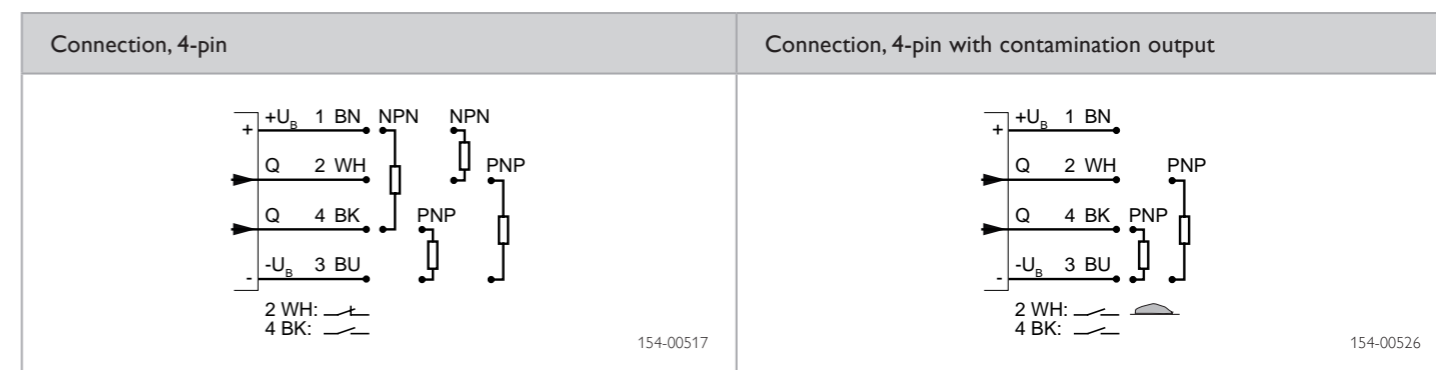 Connection, 4-pin
Connection, 4-pin with contamination output
+U_B 1 BN NPN NPN
+
Q 2 WH PNP
Q 4 BK PNP
-U_B 3 BU
-
2 WH:
4 BK:
154-00517
+U_B 1 BN
+
Q 2 WH PNP
Q 4 BK PNP
-U_B 3 BU
-
2 WH:
4 BK:
154-00526